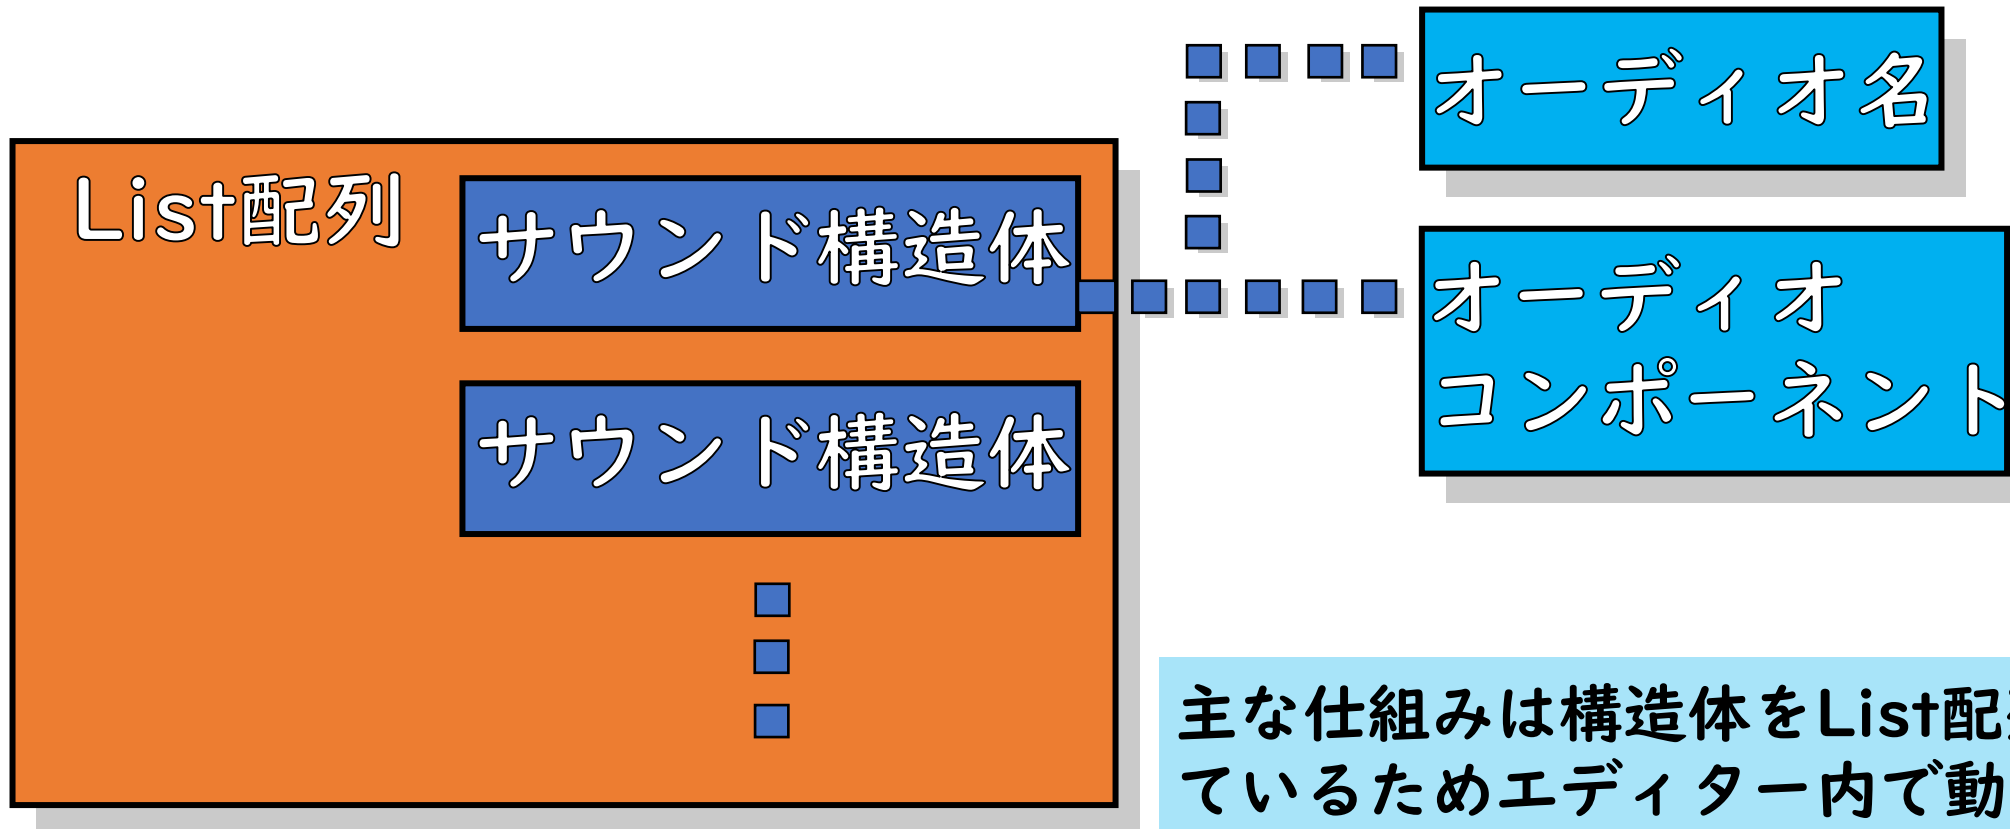 List配列
サウンド構造体
サウンド構造体
オーディオ名
オーディオ
コンポーネント
主な仕組みは構造体をList配
ているためエディター内で動